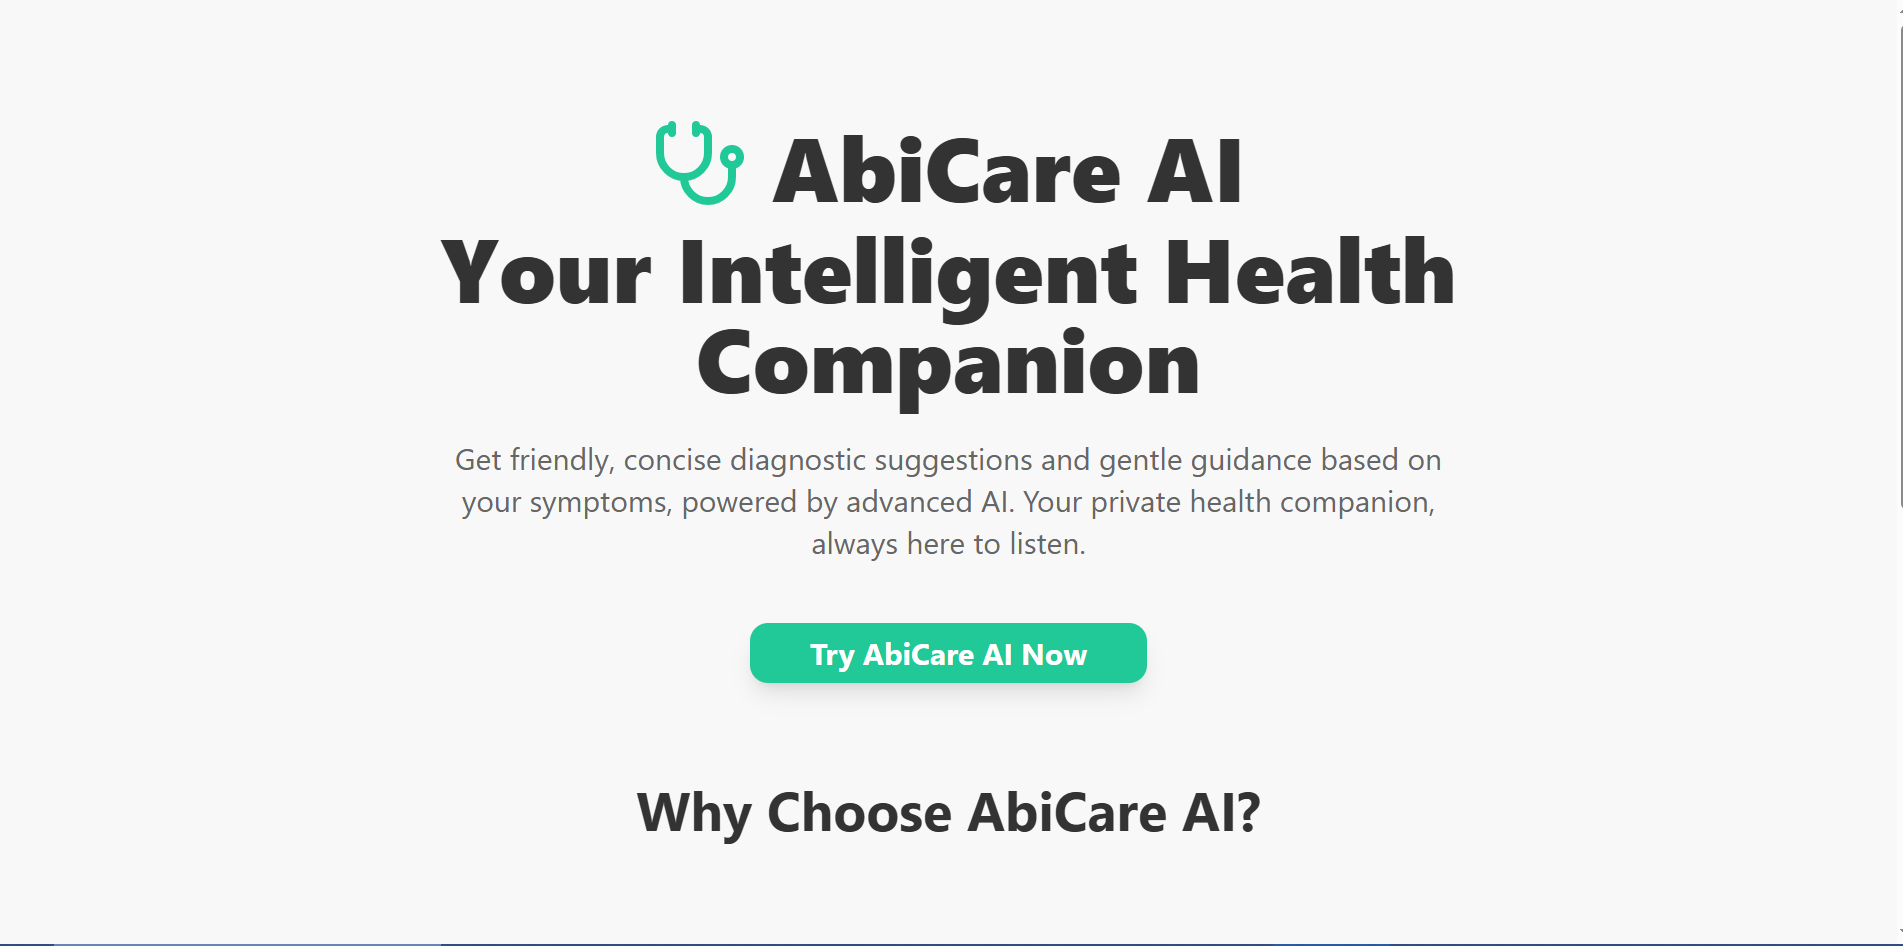 AbiCare AI
Your Intelligent Health
Companion
Get friendly, concise diagnostic suggestions and gentle guidance based on
your symptoms, powered by advanced AI. Your private health companion,
always here to listen.
Try AbiCare AI Now
Why Choose AbiCare AI?